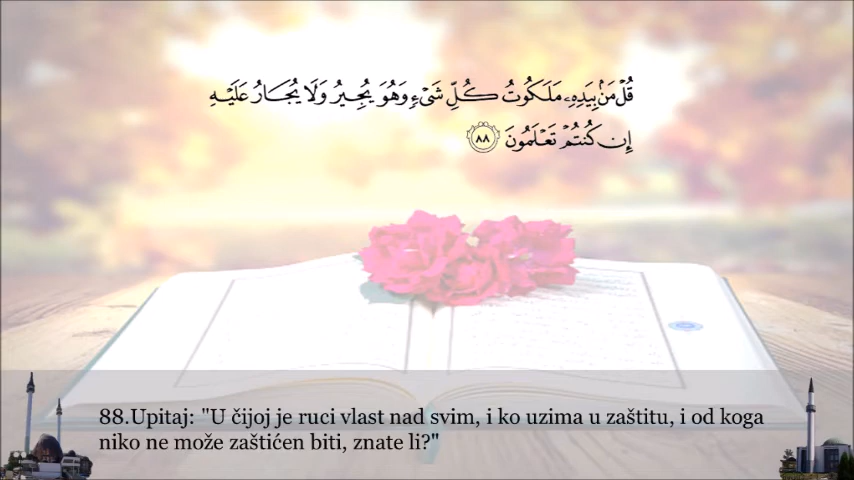 قُلْ مَنۢ بِيَدِهِۦ مَلَكُوتُ كُلِّ شَىْءٍ وَهُوَ يُجِيرُ وَلَا يُجَارُ عَلَيْهِ
إِن كُنتُمْ تَعْلَمُونَ ٨٨
88.Upitaj: "U čijoj je ruci vlast nad svim, i ko uzima u zaštitu, i od koga
niko ne može zaštićen biti, znate li?"